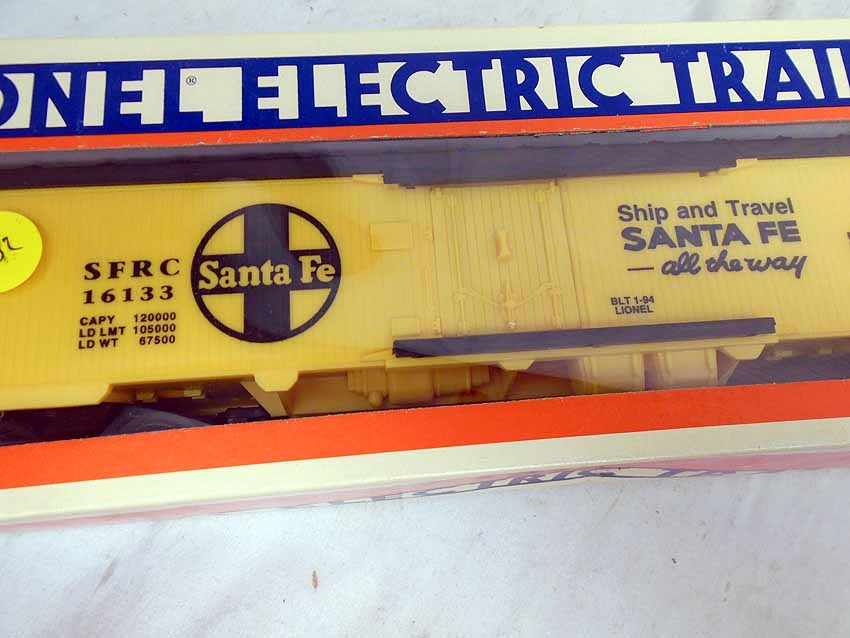 ONEL® ELECTRIC TRAI
SFRC
16133
CAPY 120000
LD LMT 105000
LD WT 67500
Santa Fe
Ship and Travel
SANTA FE
— all the way
BLT 1-94
LIONEL